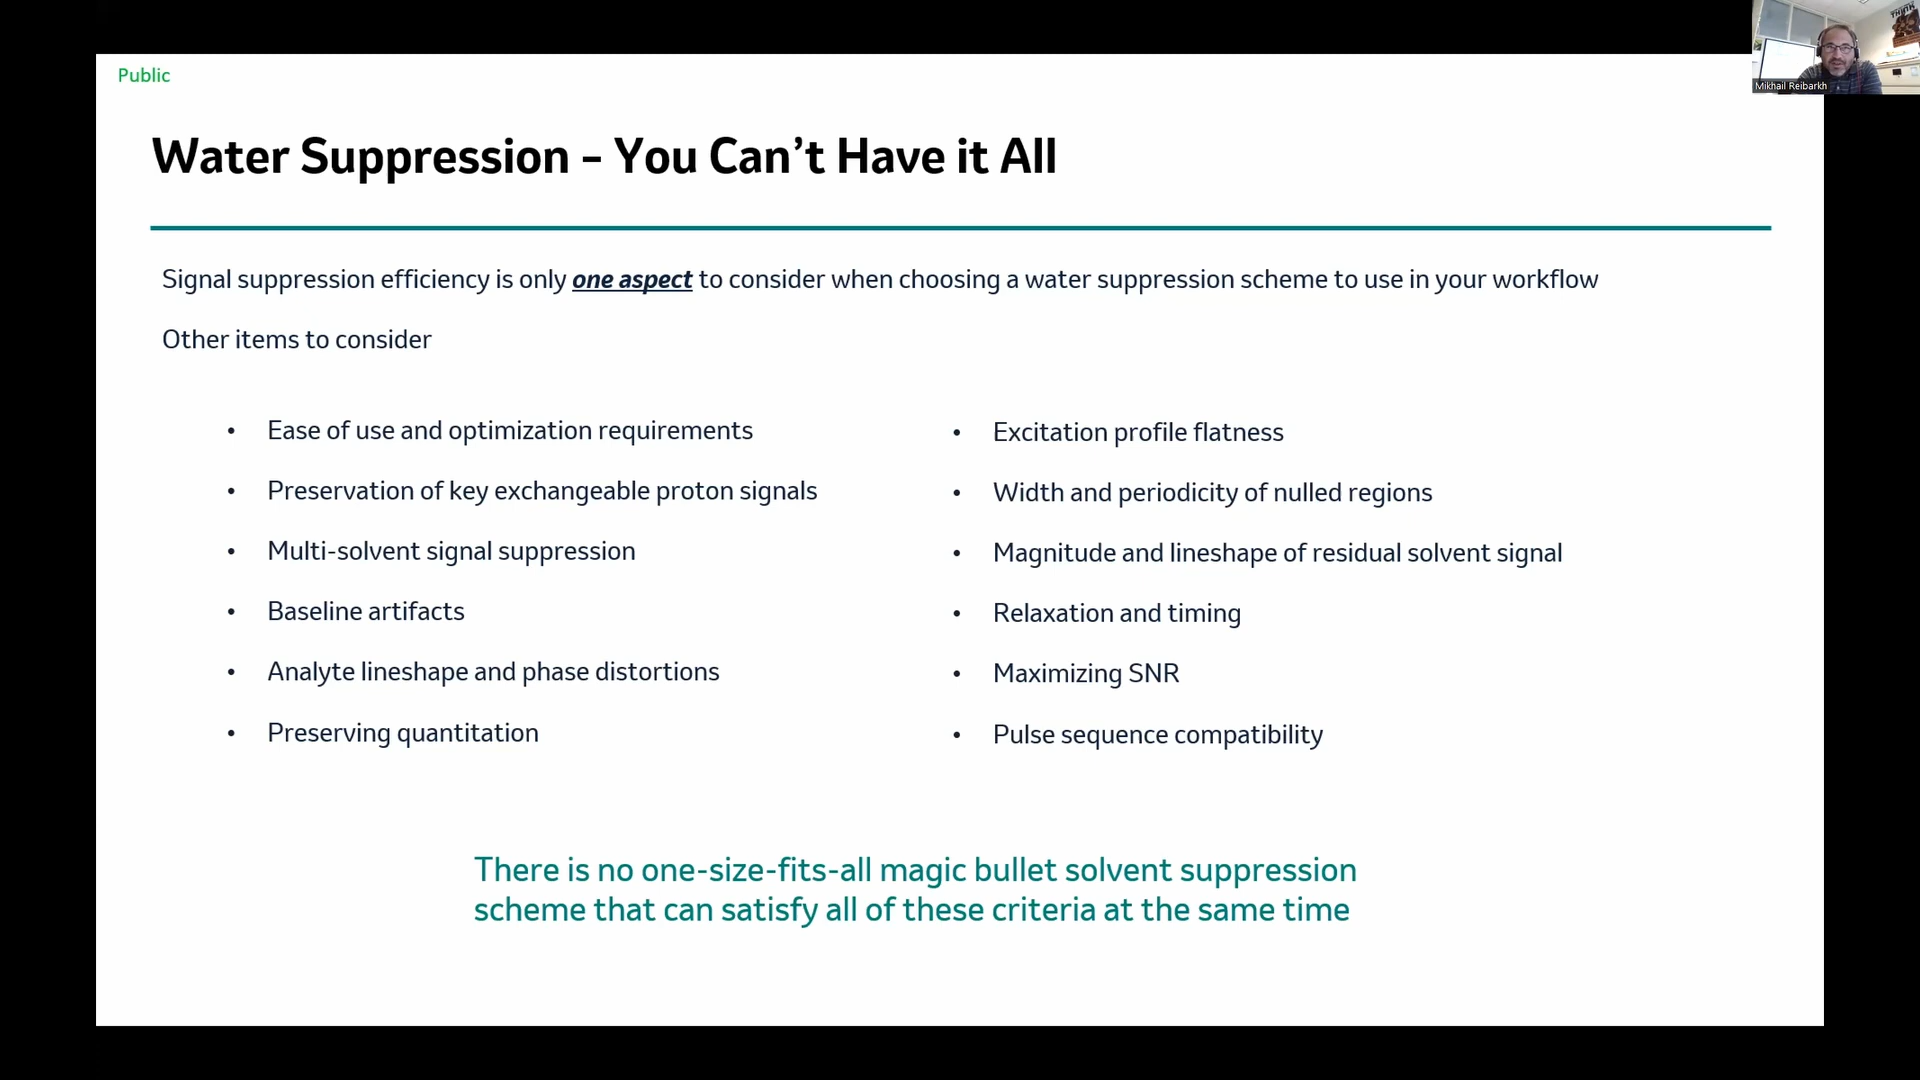 Public
THINK
Mikhail Reibarkh
Water Suppression – You Can’t Have it All
Signal suppression efficiency is only one aspect to consider when choosing a water suppression scheme to use in your workflow
Other items to consider
• Ease of use and optimization requirements
• Preservation of key exchangeable proton signals
• Multi-solvent signal suppression
• Baseline artifacts
• Analyte lineshape and phase distortions
• Preserving quantitation
• Excitation profile flatness
• Width and periodicity of nulled regions
• Magnitude and lineshape of residual solvent signal
• Relaxation and timing
• Maximizing SNR
• Pulse sequence compatibility
There is no one-size-fits-all magic bullet solvent suppression
scheme that can satisfy all of these criteria at the same time